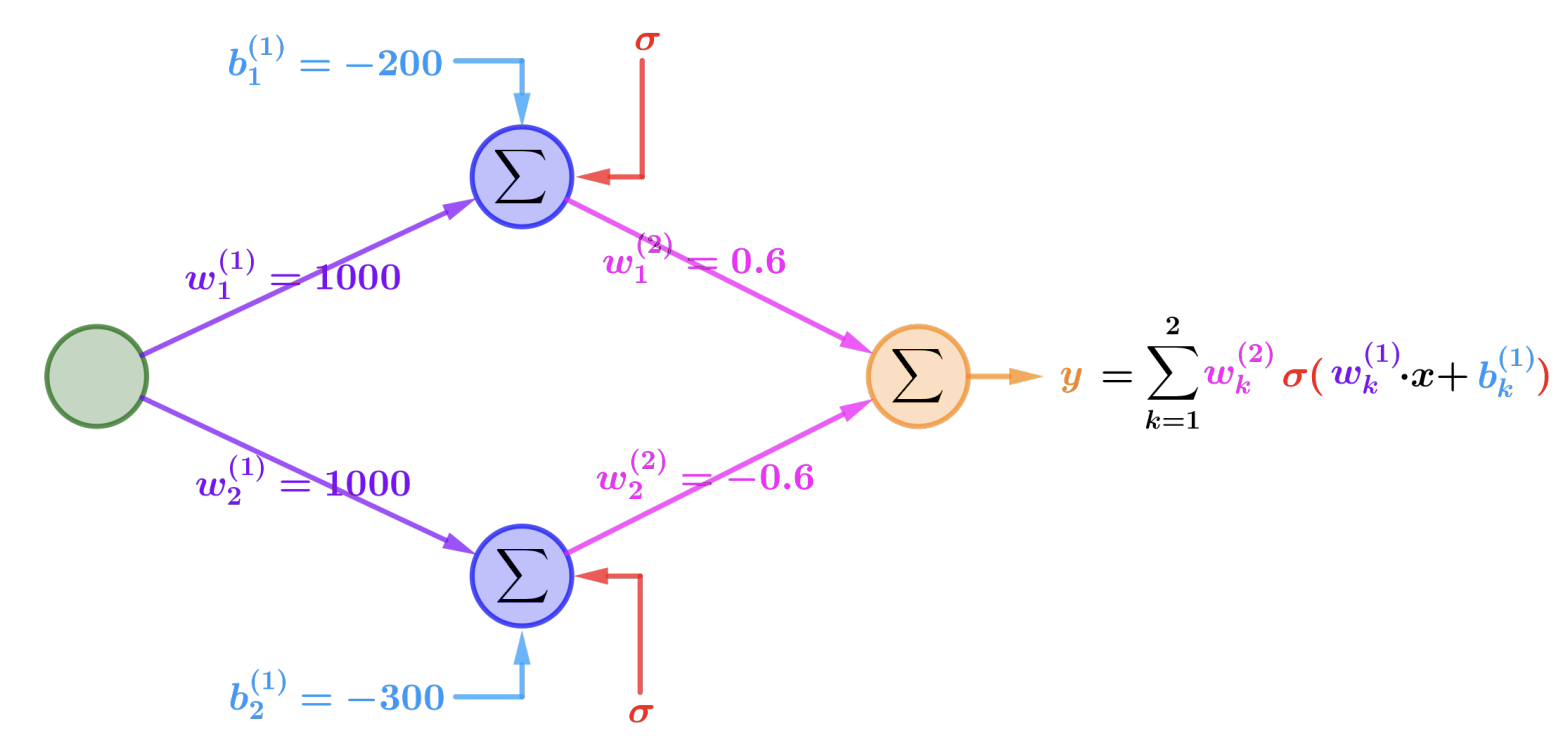 b_1^{(1)} = −200
σ
∑
w_1^{(1)} = 1000
w_1^{(2)} = 0.6
∑
y = \sum_{k=1}^{2} w_k^{(2)} σ( w_k^{(1)}·x+ b_k^{(1)})
w_2^{(1)} = 1000
w_2^{(2)} = −0.6
∑
b_2^{(1)} = −300
σ